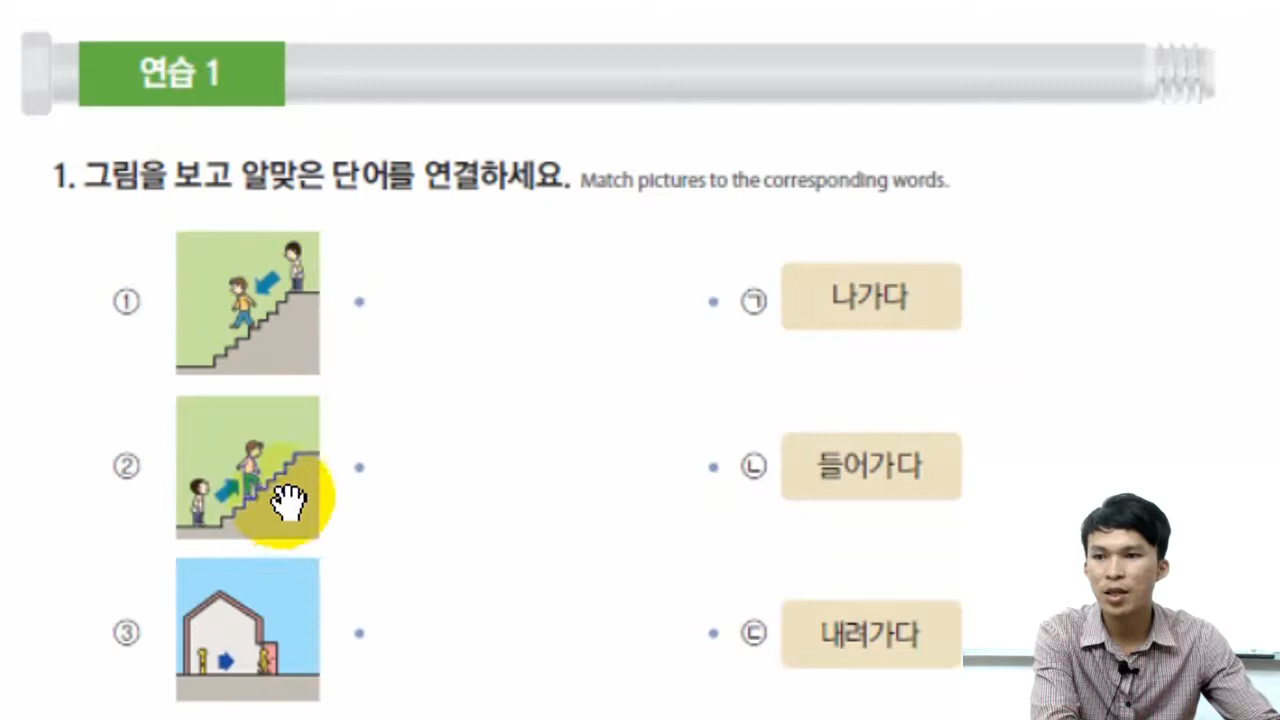 연습 1
1. 그림을 보고 알맞은 단어를 연결하세요. Match pictures to the corresponding words.
① ㉠ 나가다
② ㉡ 들어가다
③ ㉢ 내려가다